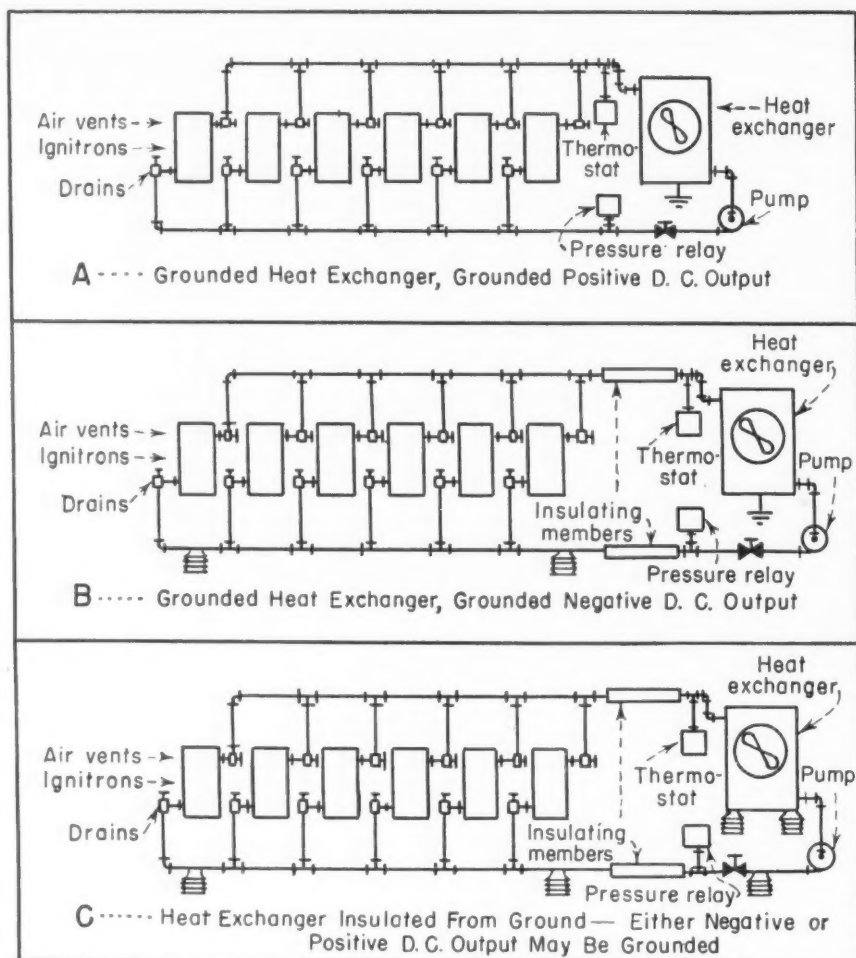 Air vents
Ignitrons
Drains
Thermo-
stat
Heat
exchanger
Pump
Pressure relay
A ···· Grounded Heat Exchanger, Grounded Positive D. C. Output
Heat
exchanger
Air vents
Ignitrons
Drains
Thermo-
stat
Pump
Insulating
members
Pressure relay
B ····· Grounded Heat Exchanger, Grounded Negative D. C. Output
Heat
exchanger
Air vents
Ignitrons
Drains
Thermo-
stat
Pump
Insulating
members
Pressure relay
C ····· Heat Exchanger Insulated From Ground — Either Negative or
Positive D. C. Output May Be Grounded